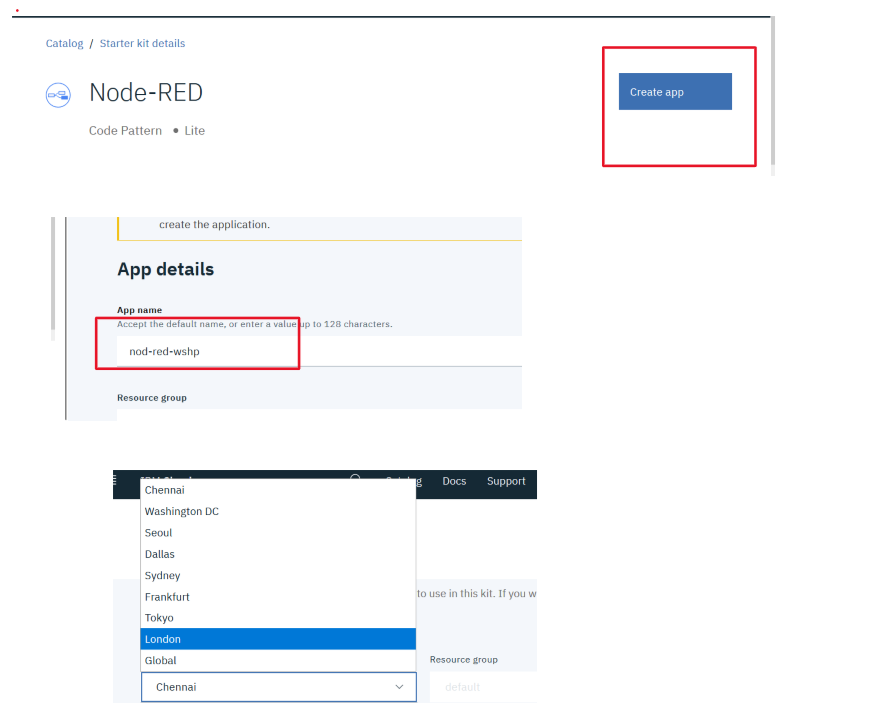 Catalog / Starter kit details
Node-RED
Create app
Code Pattern • Lite
create the application.
App details
App name
Accept the default name, or enter a value up to 128 characters.
nod-red-wshp
Resource group
Docs Support
Chennai
Washington DC
Seoul
Dallas
Sydney
Frankfurt
to use in this kit. If you w
Tokyo
London
Global
Resource group
Chennai
default